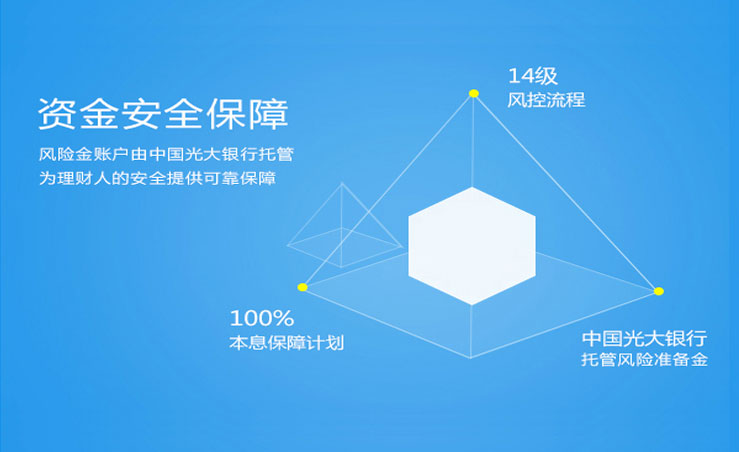 资金安全保障
风险金账户由中国光大银行托管
为理财人的安全提供可靠保障
14级
风控流程
100%
本息保障计划
中国光大银行
托管风险准备金